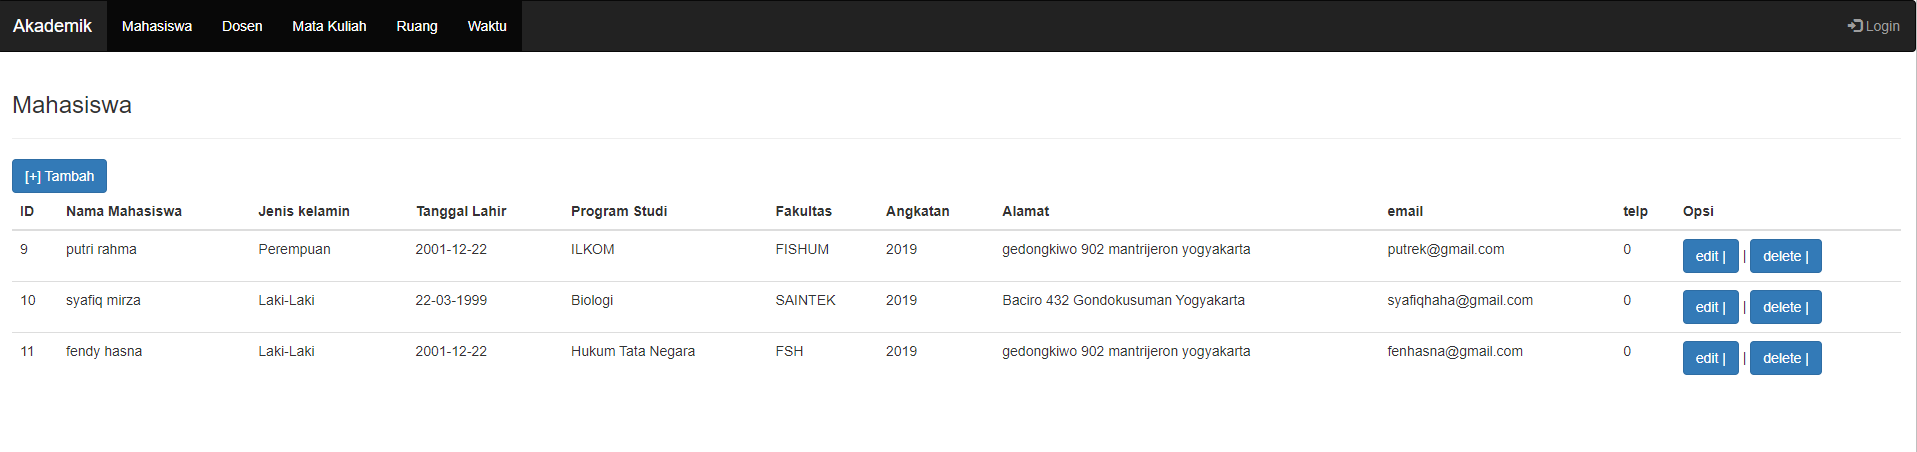 Akademik Mahasiswa Dosen Mata Kuliah Ruang Waktu Login
Mahasiswa
[+] Tambah
ID Nama Mahasiswa Jenis kelamin Tanggal Lahir Program Studi Fakultas Angkatan Alamat email telp Opsi
9 putri rahma Perempuan 2001-12-22 ILKOM FISHUM 2019 gedongkiwo 902 mantrijeron yogyakarta putrek@gmail.com 0 edit | | delete |
10 syafiq mirza Laki-Laki 22-03-1999 Biologi SAINTEK 2019 Baciro 432 Gondokusuman Yogyakarta syafiqhaha@gmail.com 0 edit | | delete |
11 fendy hasna Laki-Laki 2001-12-22 Hukum Tata Negara FSH 2019 gedongkiwo 902 mantrijeron yogyakarta fenhasna@gmail.com 0 edit | | delete |